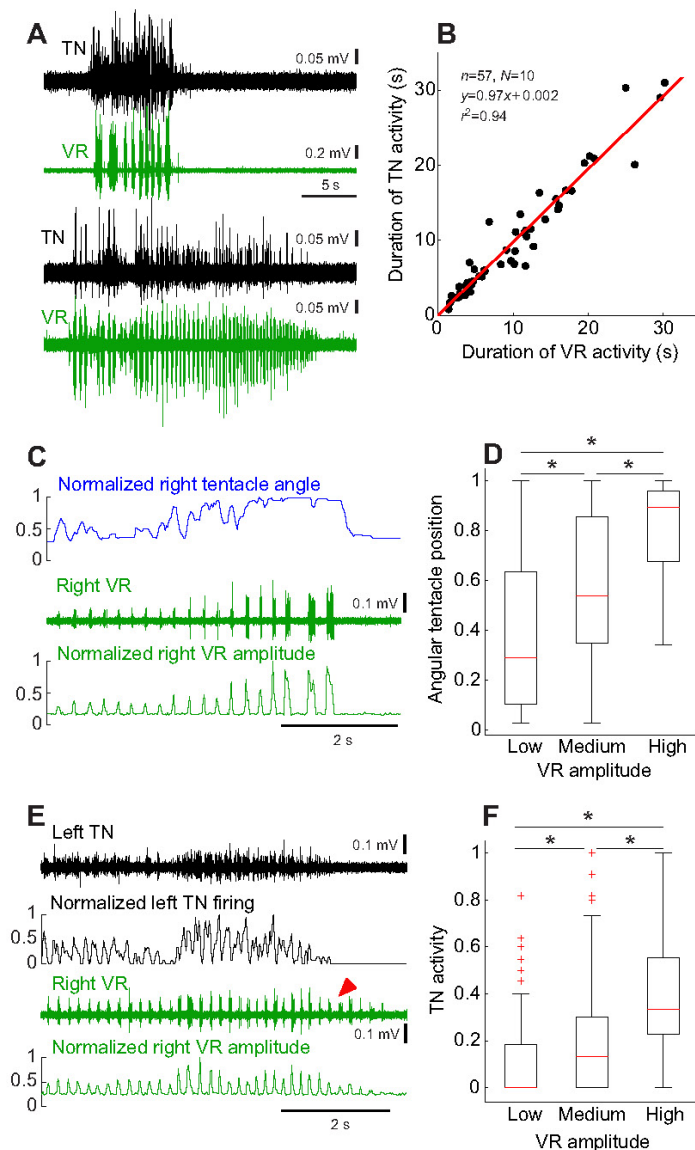 A
TN
0.05 mV
VR
0.2 mV
5 s
TN
0.05 mV
VR
0.05 mV
B
Duration of TN activity (s)
30
20
10
0
n=57, N=10
y=0.97x+0.002
r²=0.94
0
10
20
30
Duration of VR activity (s)
C
Normalized right tentacle angle
1
0.5
0
Right VR
0.1 mV
Normalized right VR amplitude
1
0.5
0
2 s
D
Angular tentacle position
* 
* *
1
0.8
0.6
0.4
0.2
0
Low Medium High
VR amplitude
E
Left TN
0.1 mV
Normalized left TN firing
1
0.5
0
Right VR
0.1 mV
Normalized right VR amplitude
1
0.5
0
2 s
F
TN activity
*
* *
1
0.8
0.6
0.4
0.2
0
Low Medium High
VR amplitude